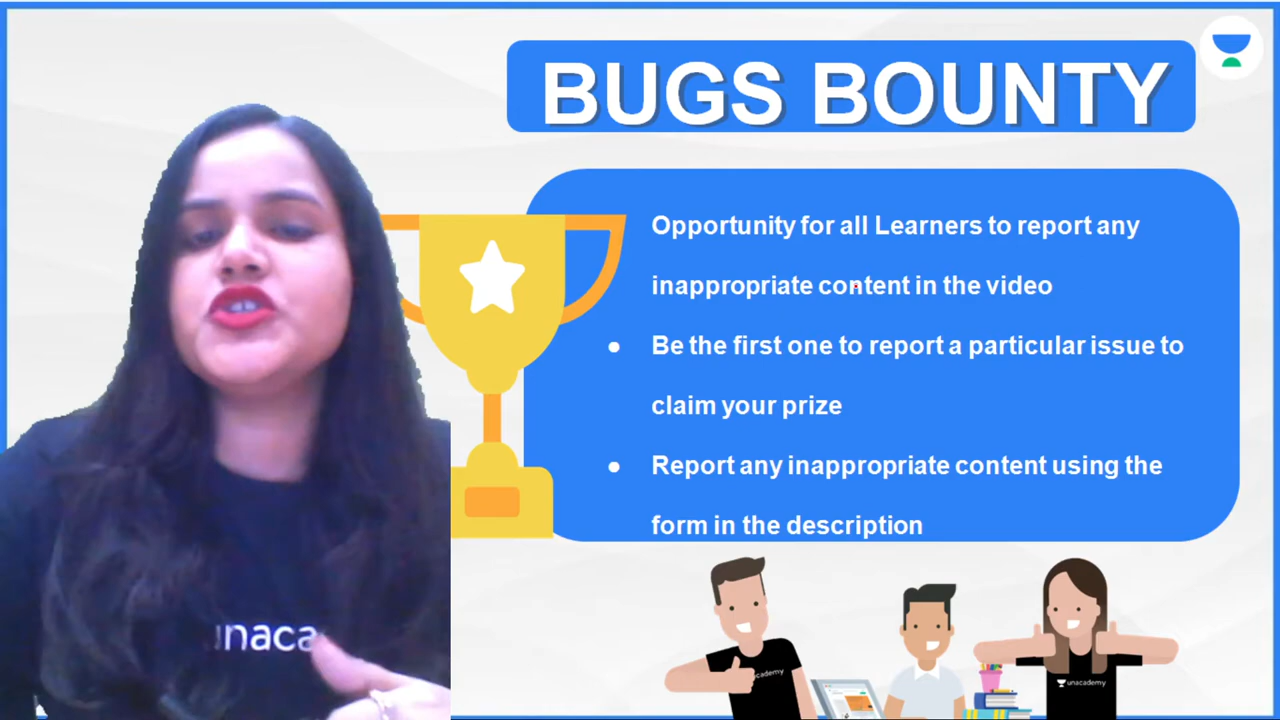 BUGS BOUNTY
Opportunity for all Learners to report any
inappropriate content in the video
● Be the first one to report a particular issue to
claim your prize
● Report any inappropriate content using the
form in the description
unaca
unacademy